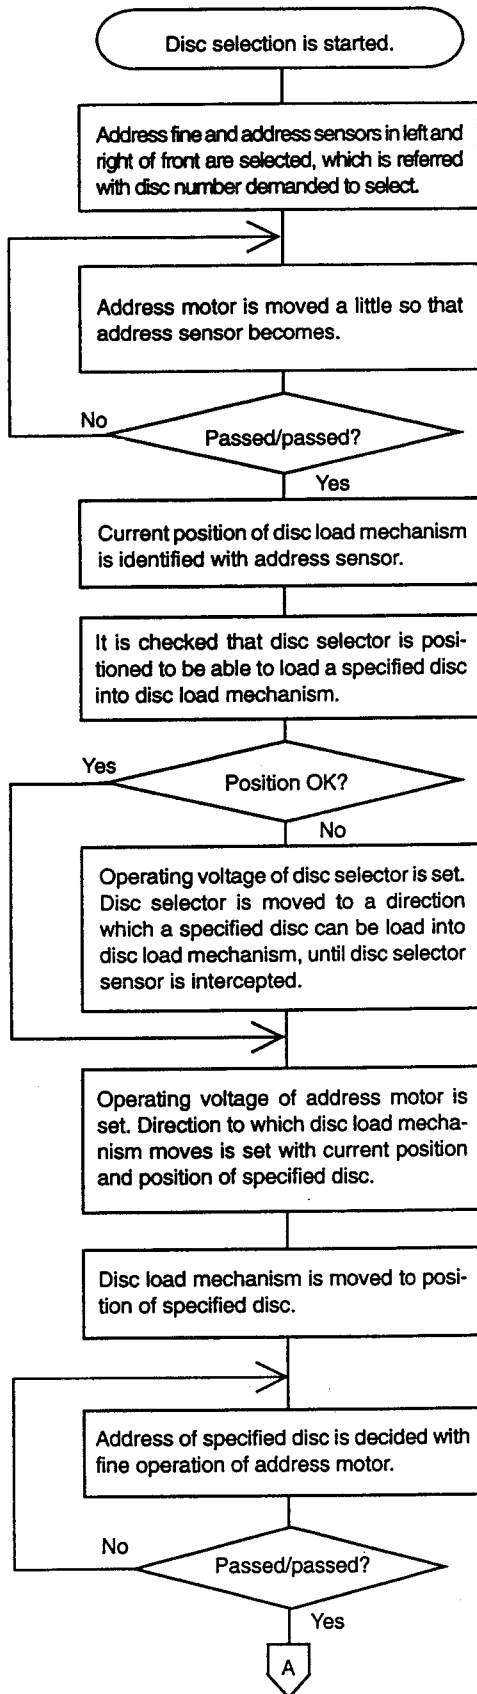 Disc selection is started.
Address fine and address sensors in left and
right of front are selected, which is referred
with disc number demanded to select.
Address motor is moved a little so that
address sensor becomes.
No
Passed/passed?
Yes
Current position of disc load mechanism
is identified with address sensor.
It is checked that disc selector is posi-
tioned to be able to load a specified disc
into disc load mechanism.
Yes
Position OK?
No
Operating voltage of disc selector is set.
Disc selector is moved to a direction
which a specified disc can be load into
disc load mechanism, until disc selector
sensor is intercepted.
Operating voltage of address motor is
set. Direction to which disc load mecha-
nism moves is set with current position
and position of specified disc.
Disc load mechanism is moved to posi-
tion of specified disc.
Address of specified disc is decided with
fine operation of address motor.
No
Passed/passed?
Yes
A